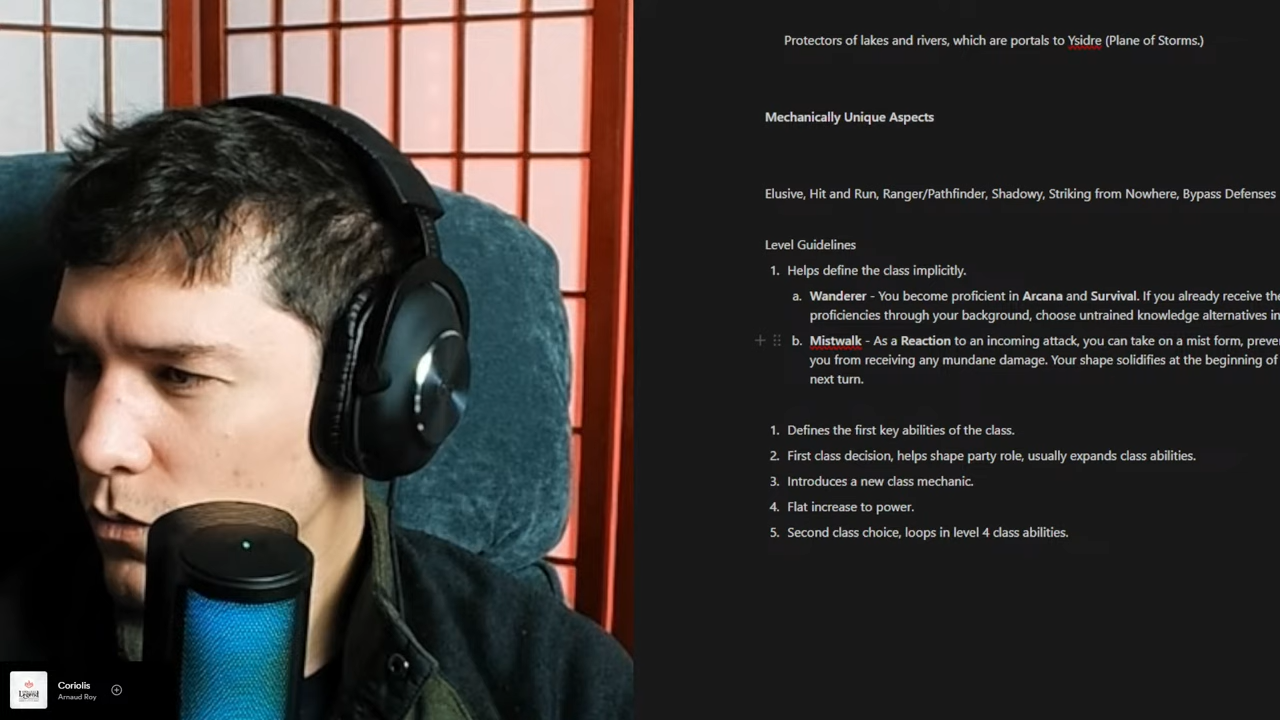 Protectors of lakes and rivers, which are portals to Ysidre (Plane of Storms.)
Mechanically Unique Aspects
Elusive, Hit and Run, Ranger/Pathfinder, Shadowy, Striking from Nowhere, Bypass Defenses
Level Guidelines
1. Helps define the class implicitly.
a. Wanderer - You become proficient in Arcana and Survival. If you already receive the
proficiencies through your background, choose untrained knowledge alternatives in
b. Mistwalk - As a Reaction to an incoming attack, you can take on a mist form, preve
you from receiving any mundane damage. Your shape solidifies at the beginning of
next turn.
1. Defines the first key abilities of the class.
2. First class decision, helps shape party role, usually expands class abilities.
3. Introduces a new class mechanic.
4. Flat increase to power.
5. Second class choice, loops in level 4 class abilities.
Legend
Coriolis
Arnaud Roy